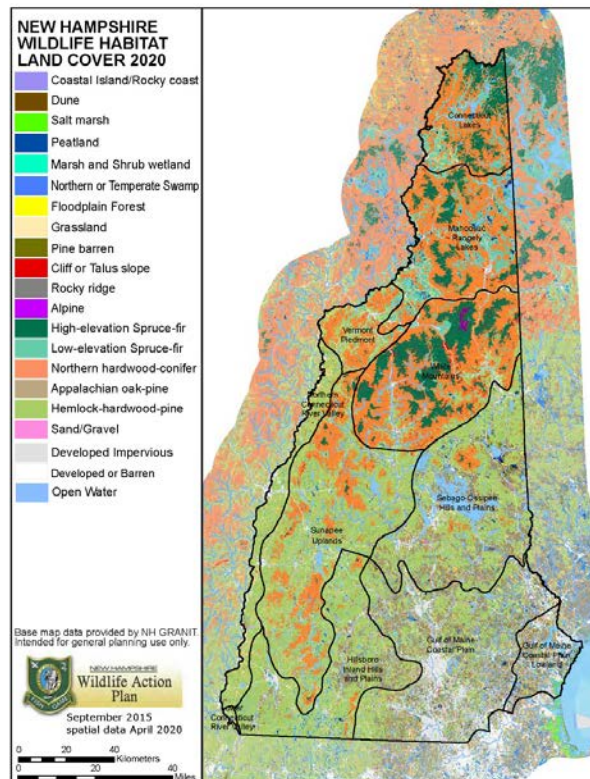 NEW HAMPSHIRE
WILDLIFE HABITAT
LAND COVER 2020
Coastal Island/Rocky coast
Dune
Salt marsh
Peatland
Marsh and Shrub wetland
Northern or Temperate Swamp
Floodplain Forest
Grassland
Pine barren
Cliff or Talus slope
Rocky ridge
Alpine
High-elevation Spruce-fir
Low-elevation Spruce-fir
Northern hardwood-conifer
Appalachian oak-pine
Hemlock-hardwood-pine
Sand/Gravel
Developed Impervious
Developed or Barren
Open Water
Base map data provided by NH GRANIT.
Intended for general planning use only.
NEW HAMPSHIRE
Wildlife Action
Plan
September 2015
spatial data April 2020
0
20
40
Kilometers
0
20
40
Miles
Connecticut
Lakes
Mahoosic
Rangely
Lakes
Vermont
Piedmont
White
Mountains
Northern
Connecticut
River Valley
Sebago-Ossipee
Hills and Plains
Sunapee
Uplands
Hillsboro
Inland Hills
and Plains
Gulf of Maine
Coastal Plain
Gulf of Maine
Coastal Plain
Lowland
Connecticut
River Valley